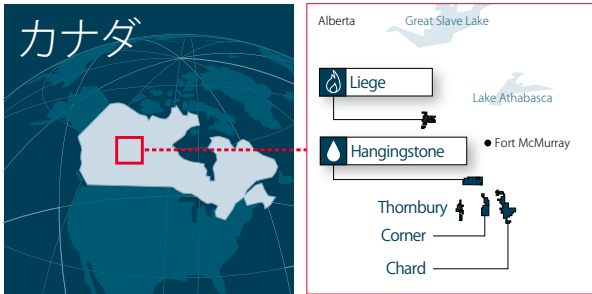 カナダ
Alberta
Great Slave Lake
Liege
Lake Athabasca
Hangingstone
Fort McMurray
Thornbury
Corner
Chard